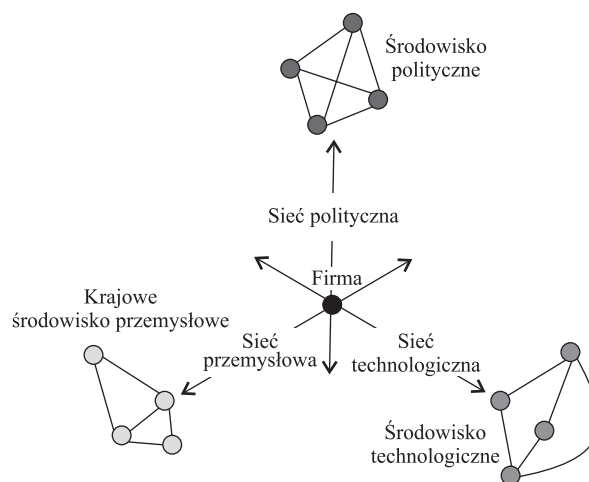 Środowisko
polityczne
Sieć polityczna
Firma
Krajowe
środowisko przemysłowe
Sieć
przemysłowa
Sieć
technologiczna
Środowisko
technologiczne